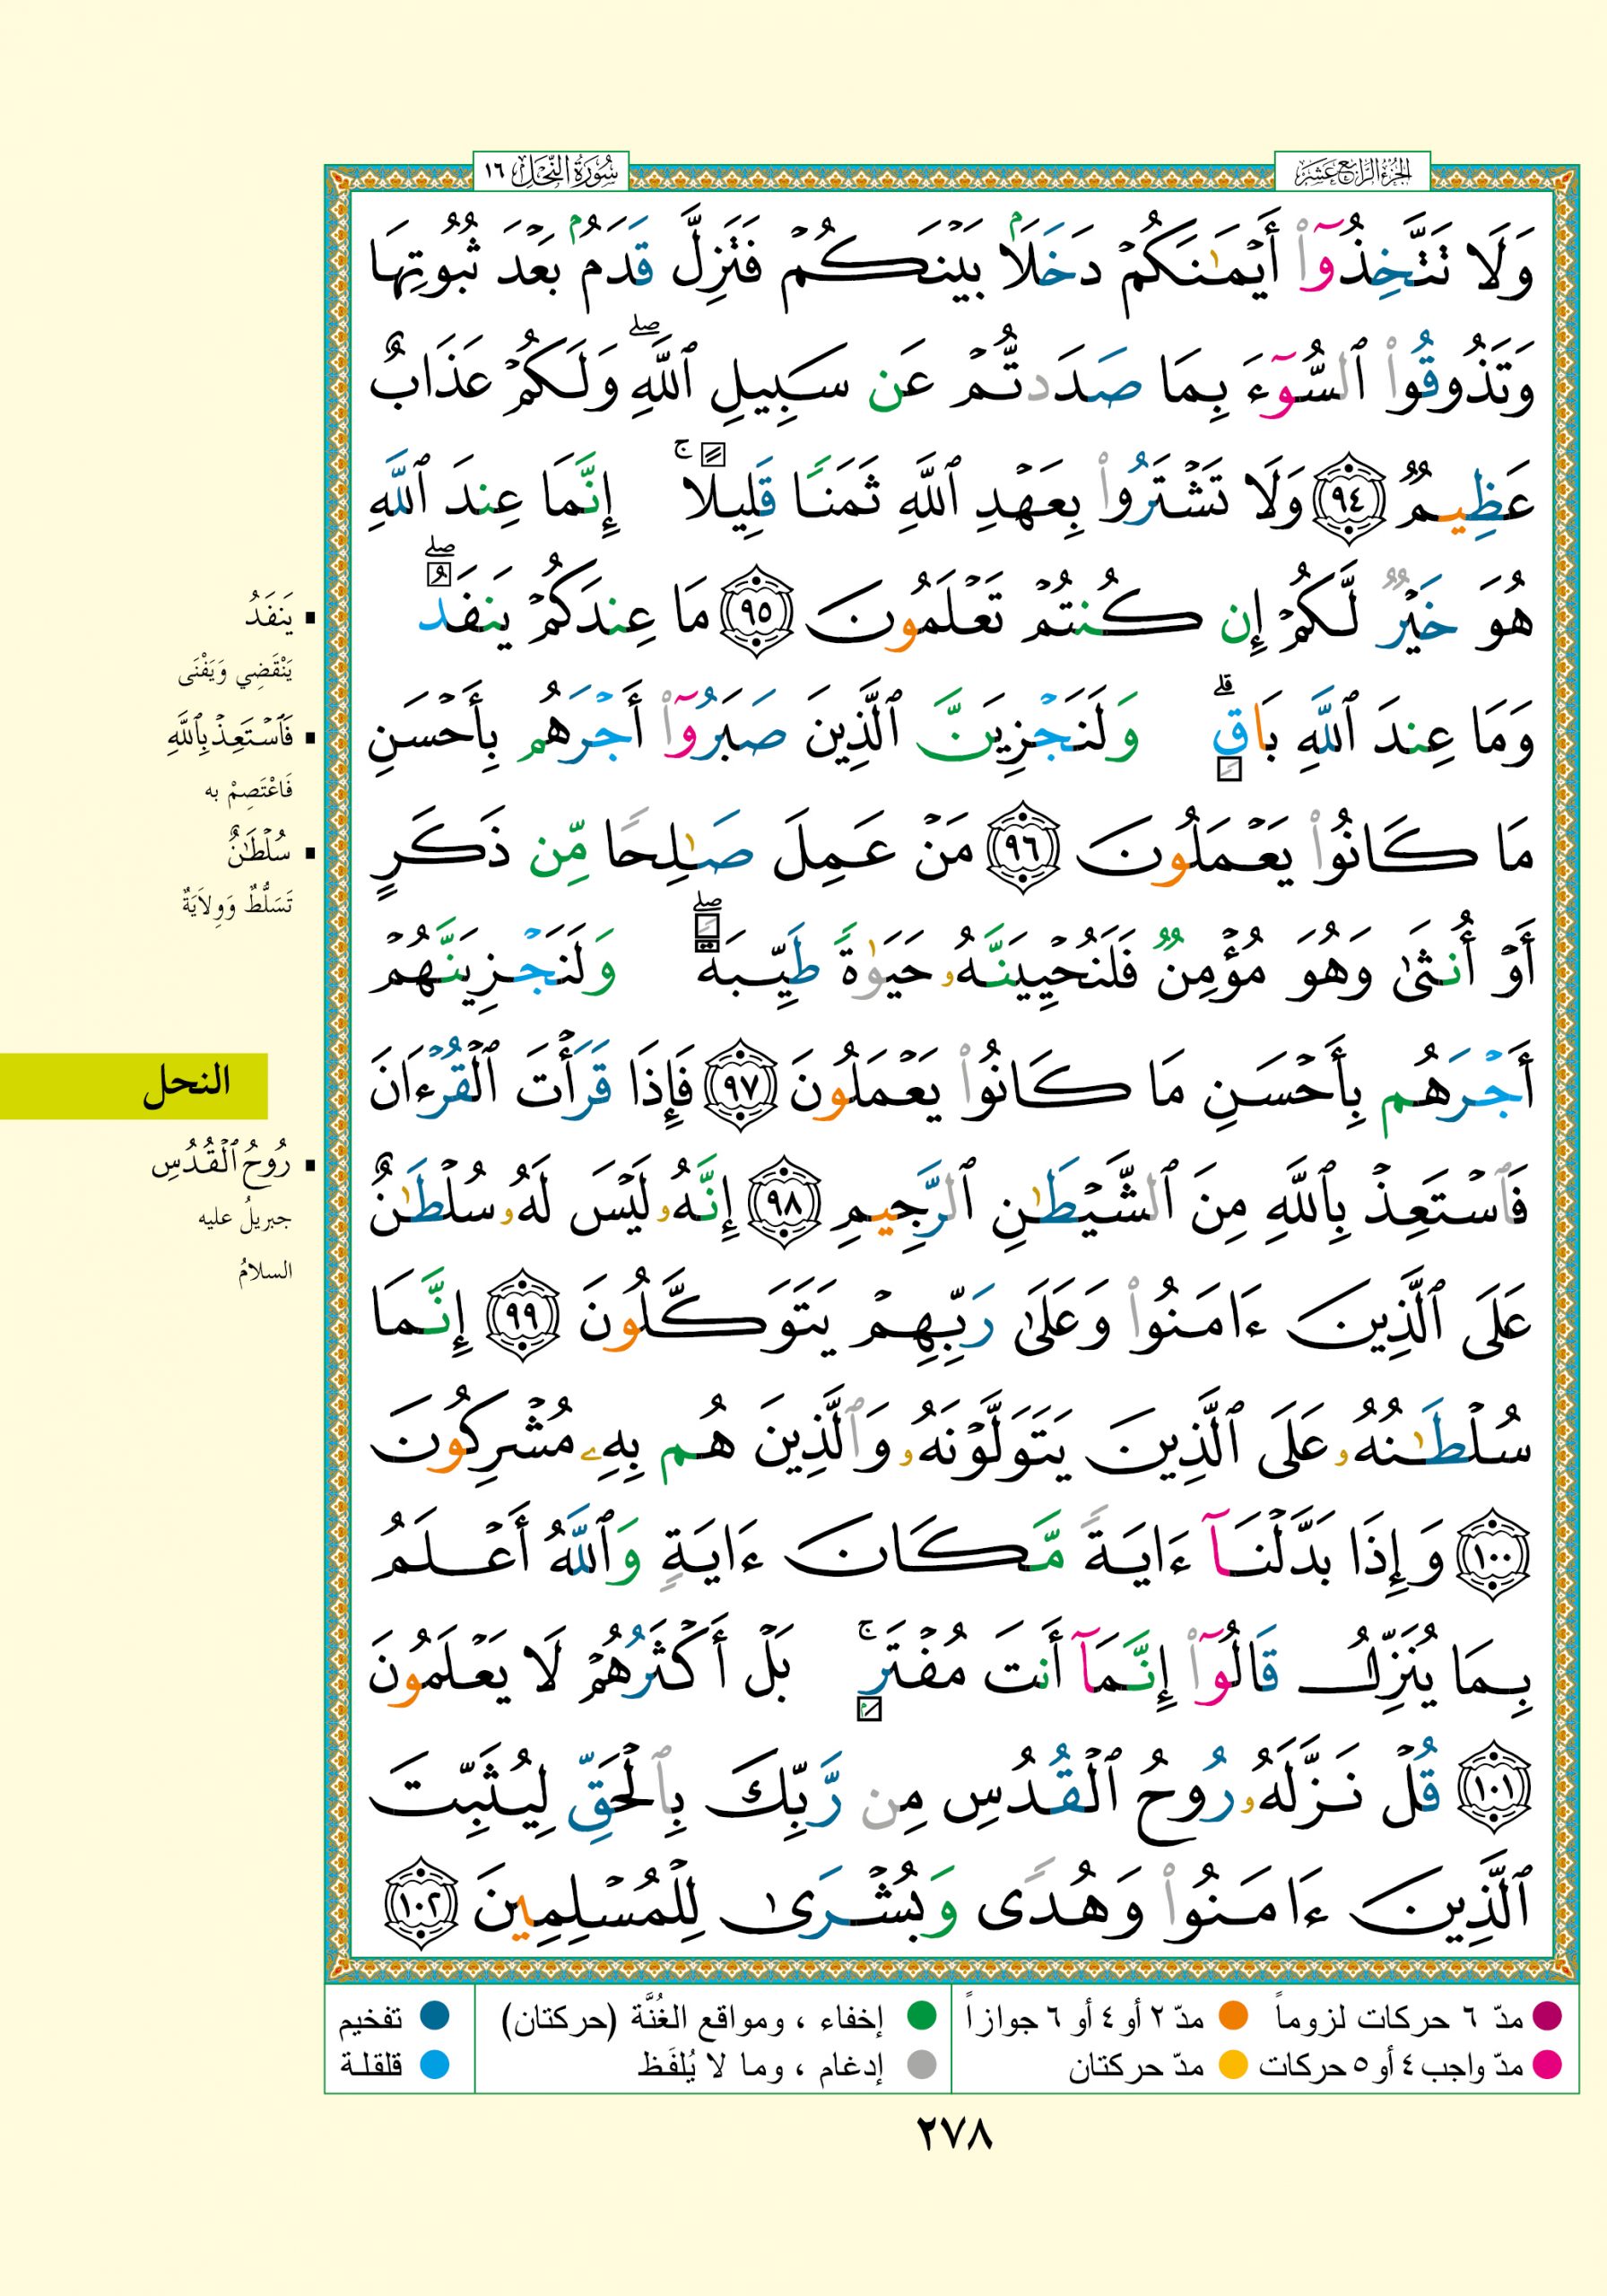 الجزء الرابع عشر
سورة النحل ١٦
وَلَا تَتَّخِذُوٓا۟ أَيْمَـٰنَكُمْ دَخَلًۢا بَيْنَكُمْ فَتَزِلَّ قَدَمٌۢ بَعْدَ ثُبُوتِهَا
وَتَذُوقُوا۟ ٱلسُّوٓءَ بِمَا صَدَدتُّمْ عَن سَبِيلِ ٱللَّهِ ۖ وَلَكُمْ عَذَابٌ
عَظِيمٌ ﴿٩٤﴾ وَلَا تَشْتَرُوا۟ بِعَهْدِ ٱللَّهِ ثَمَنًا قَلِيلًا ۚ إِنَّمَا عِندَ ٱللَّهِ
هُوَ خَيْرٌ لَّكُمْ إِن كُنتُمْ تَعْلَمُونَ ﴿٩٥﴾ مَا عِندَكُمْ يَنفَدُ ۖ
وَمَا عِندَ ٱللَّهِ بَاقٍ ۗ وَلَنَجْزِيَنَّ ٱلَّذِينَ صَبَرُوٓا۟ أَجْرَهُم بِأَحْسَنِ
مَا كَانُوا۟ يَعْمَلُونَ ﴿٩٦﴾ مَنْ عَمِلَ صَـٰلِحًا مِّن ذَكَرٍ
أَوْ أُنثَىٰ وَهُوَ مُؤْمِنٌ فَلَنُحْيِيَنَّهُۥ حَيَوٰةً طَيِّبَةً ۖ وَلَنَجْزِيَنَّهُمْ
أَجْرَهُم بِأَحْسَنِ مَا كَانُوا۟ يَعْمَلُونَ ﴿٩٧﴾ فَإِذَا قَرَأْتَ ٱلْقُرْءَانَ
فَٱسْتَعِذْ بِٱللَّهِ مِنَ ٱلشَّيْطَـٰنِ ٱلرَّجِيمِ ﴿٩٨﴾ إِنَّهُۥ لَيْسَ لَهُۥ سُلْطَـٰنٌ
عَلَى ٱلَّذِينَ ءَامَنُوا۟ وَعَلَىٰ رَبِّهِمْ يَتَوَكَّلُونَ ﴿٩٩﴾ إِنَّمَا
سُلْطَـٰنُهُۥ عَلَى ٱلَّذِينَ يَتَوَلَّوْنَهُۥ وَٱلَّذِينَ هُم بِهِۦ مُشْرِكُونَ
﴿١٠٠﴾ وَإِذَا بَدَّلْنَآ ءَايَةً مَّكَانَ ءَايَةٍ وَٱللَّهُ أَعْلَمُ
بِمَا يُنَزِّلُ قَالُوٓا۟ إِنَّمَآ أَنتَ مُفْتَرٍ ۚ بَلْ أَكْثَرُهُمْ لَا يَعْلَمُونَ
﴿١٠١﴾ قُلْ نَزَّلَهُۥ رُوحُ ٱلْقُدُسِ مِن رَّبِّكَ بِٱلْحَقِّ لِيُثَبِّتَ
ٱلَّذِينَ ءَامَنُوا۟ وَهُدًى وَبُشْرَىٰ لِلْمُسْلِمِينَ ﴿١٠٢﴾
▪ يَنفَدُ
يَنْقَضِي وَيَفْنَى
▪ فَٱسْتَعِذْ بِٱللَّهِ
فَاعْتَصِمْ به
▪ سُلْطَـٰنٌ
تَسَلُّطٌ وَوِلاَيَةٌ
النحل
▪ رُوحُ ٱلْقُدُسِ
جبريلُ عليه
السلامُ
● مدّ ٦ حركات لزوماً ● مدّ ٢ أو ٤ أو ٦ جوازاً ● إخفاء ، ومواقع الغُنَّة (حركتان) ● تفخيم
● مدّ واجب ٤ أو ٥ حركات ● مدّ حركتان ● إدغام ، وما لا يُلفَظ ● قلقلة
٢٧٨